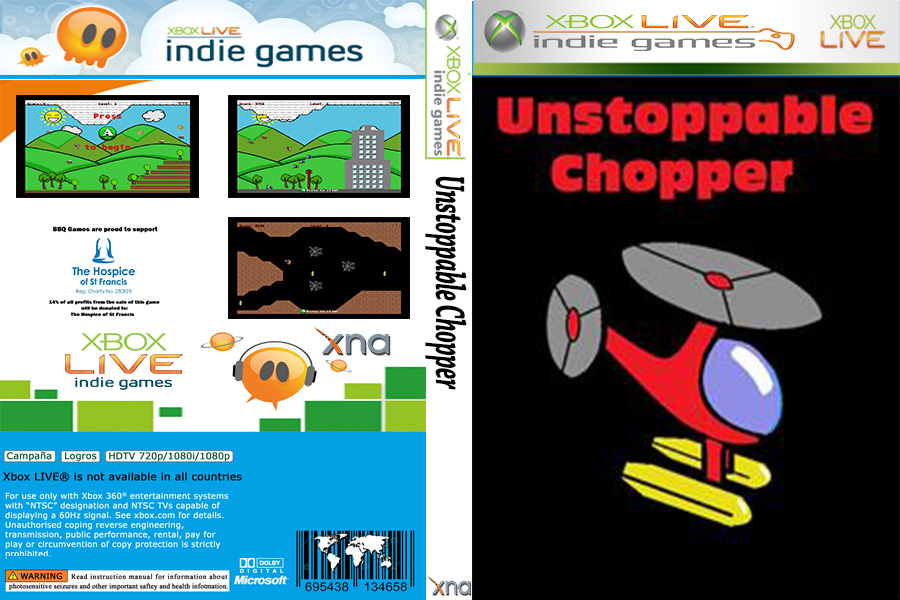 XBOX LIVE
indie games
Press
A
to begin
BBQ Games are proud to support
The Hospice
of St Francis
Reg. Charity No. 280825
14% of all profits from the sale of this game
will be donated to:
The Hospice of St Francis
XBOX
LIVE
indie games
xna
Campaña
Logros
HDTV 720p/1080i/1080p
Xbox LIVE® is not available in all countries
For use only with Xbox 360® entertainment systems
with “NTSC” designation and NTSC TVs capable of
displaying a 60Hz signal. See xbox.com for details.
Unauthorised coping reverse engineering,
transmission, public performance, rental, pay for
play or circumvention of copy protection is strictly
prohibited.
WARNING Read instruction manual for information about
photosensitive seizures and other important saftey and health infotmation.
DOLBY
DIGITAL
Microsoft
695438 134658
XBOX LIVE
indie games
Unstoppable Chopper
xna
XBOX LIVE
indie games
XBOX
LIVE
Unstoppable
Chopper